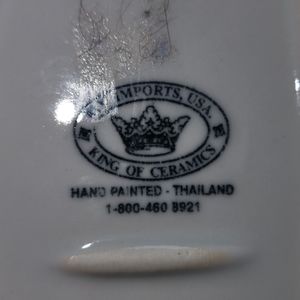 IMPORTS, USA.
KING OF CERAMICS
HAND PAINTED - THAILAND
1-800-460 8921